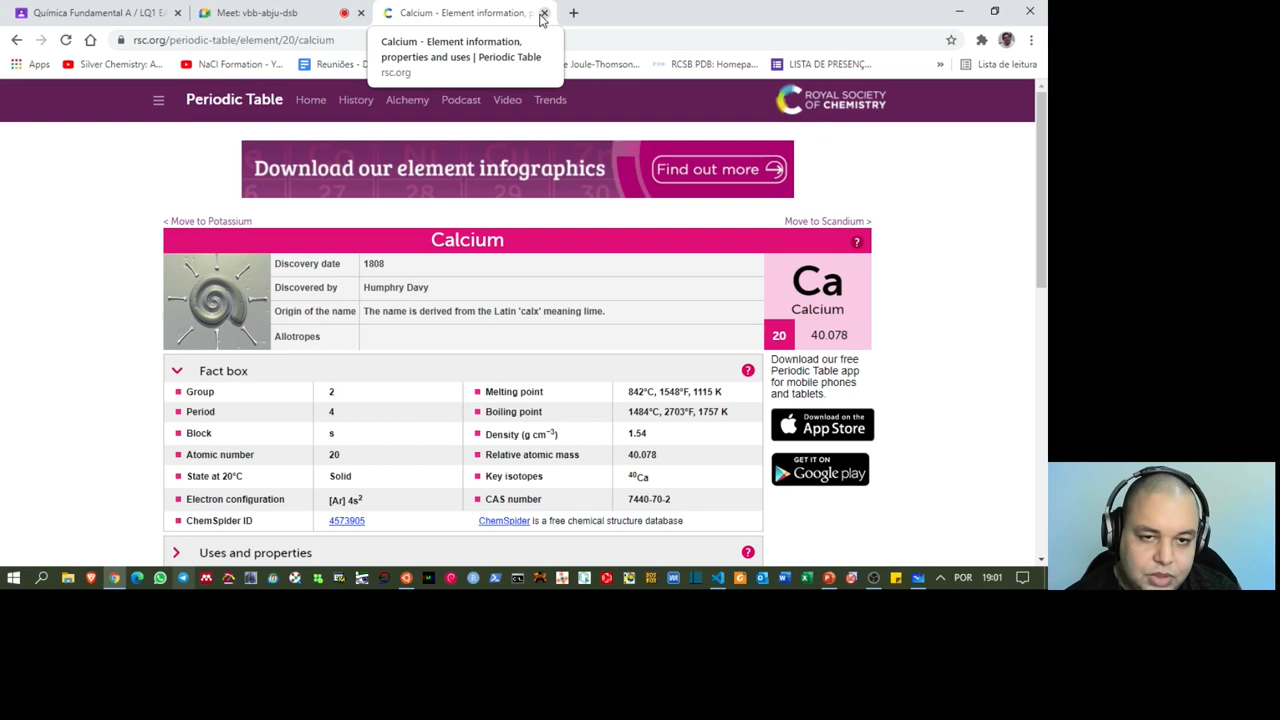 Química Fundamental A / LQ1 E
Meet: vbb-abju-dsb
Calcium - Element information, p
rsc.org/periodic-table/element/20/calcium
Calcium - Element information,
properties and uses | Periodic Table
rsc.org
Apps
Silver Chemistry: A...
NaCl Formation - Y...
Reuniões - D
Joule-Thomson...
RCSB PDB: Homepa...
LISTA DE PRESENÇ...
»
Lista de leitura
Periodic Table
Home
History
Alchemy
Podcast
Video
Trends
ROYAL SOCIETY
OF CHEMISTRY
Download our element infographics
Find out more
27 28 29 30
< Move to Potassium
Move to Scandium >
Calcium
?
Discovery date 1808
Discovered by Humphry Davy
Origin of the name The name is derived from the Latin 'calx' meaning lime.
Allotropes
Ca
Calcium
20 40.078
Fact box
?
Group 2 Melting point 842°C, 1548°F, 1115 K
Period 4 Boiling point 1484°C, 2703°F, 1757 K
Block s Density (g cm⁻³) 1.54
Atomic number 20 Relative atomic mass 40.078
State at 20°C Solid Key isotopes ⁴⁰Ca
Electron configuration [Ar] 4s² CAS number 7440-70-2
ChemSpider ID 4573905 ChemSpider is a free chemical structure database
Download our free
Periodic Table app
for mobile phones
and tablets.
Download on the
App Store
GET IT ON
Google play
Uses and properties
?
POR
19:01